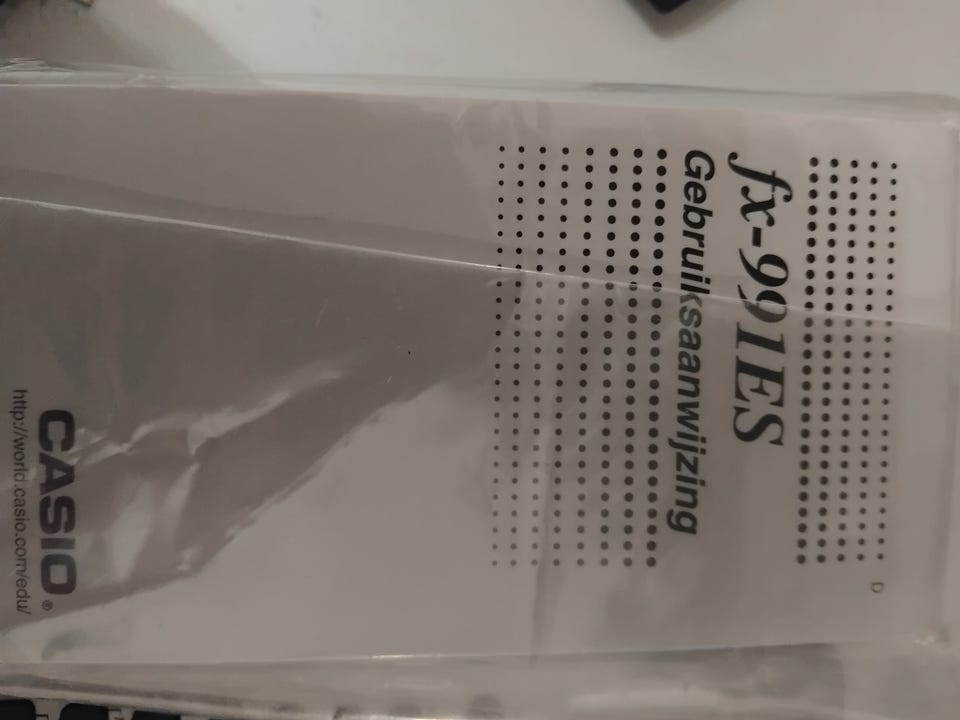 D
fx-991ES
Gebruiksaanwijzing
CASIO®
http://world.casio.com/edu/